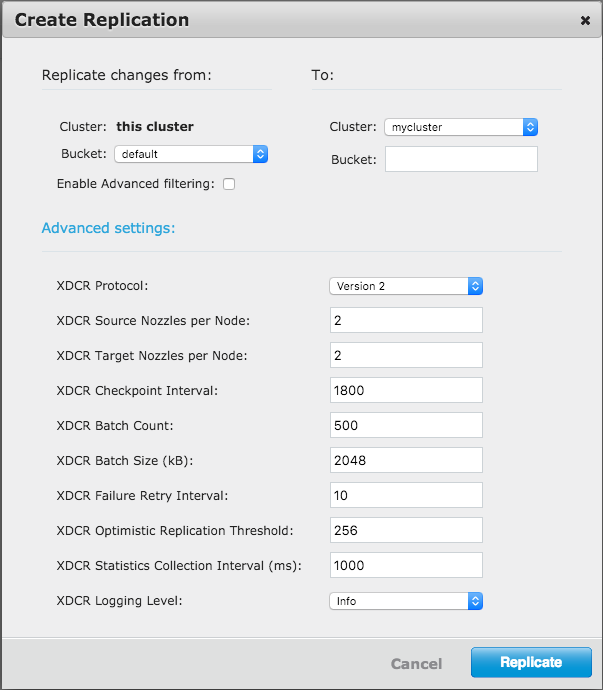 Create Replication
Replicate changes from:
To:
Cluster: this cluster
Cluster: mycluster
Bucket: default
Bucket:
Enable Advanced filtering:
Advanced settings:
XDCR Protocol: Version 2
XDCR Source Nozzles per Node: 2
XDCR Target Nozzles per Node: 2
XDCR Checkpoint Interval: 1800
XDCR Batch Count: 500
XDCR Batch Size (kB): 2048
XDCR Failure Retry Interval: 10
XDCR Optimistic Replication Threshold: 256
XDCR Statistics Collection Interval (ms): 1000
XDCR Logging Level: Info
Cancel Replicate